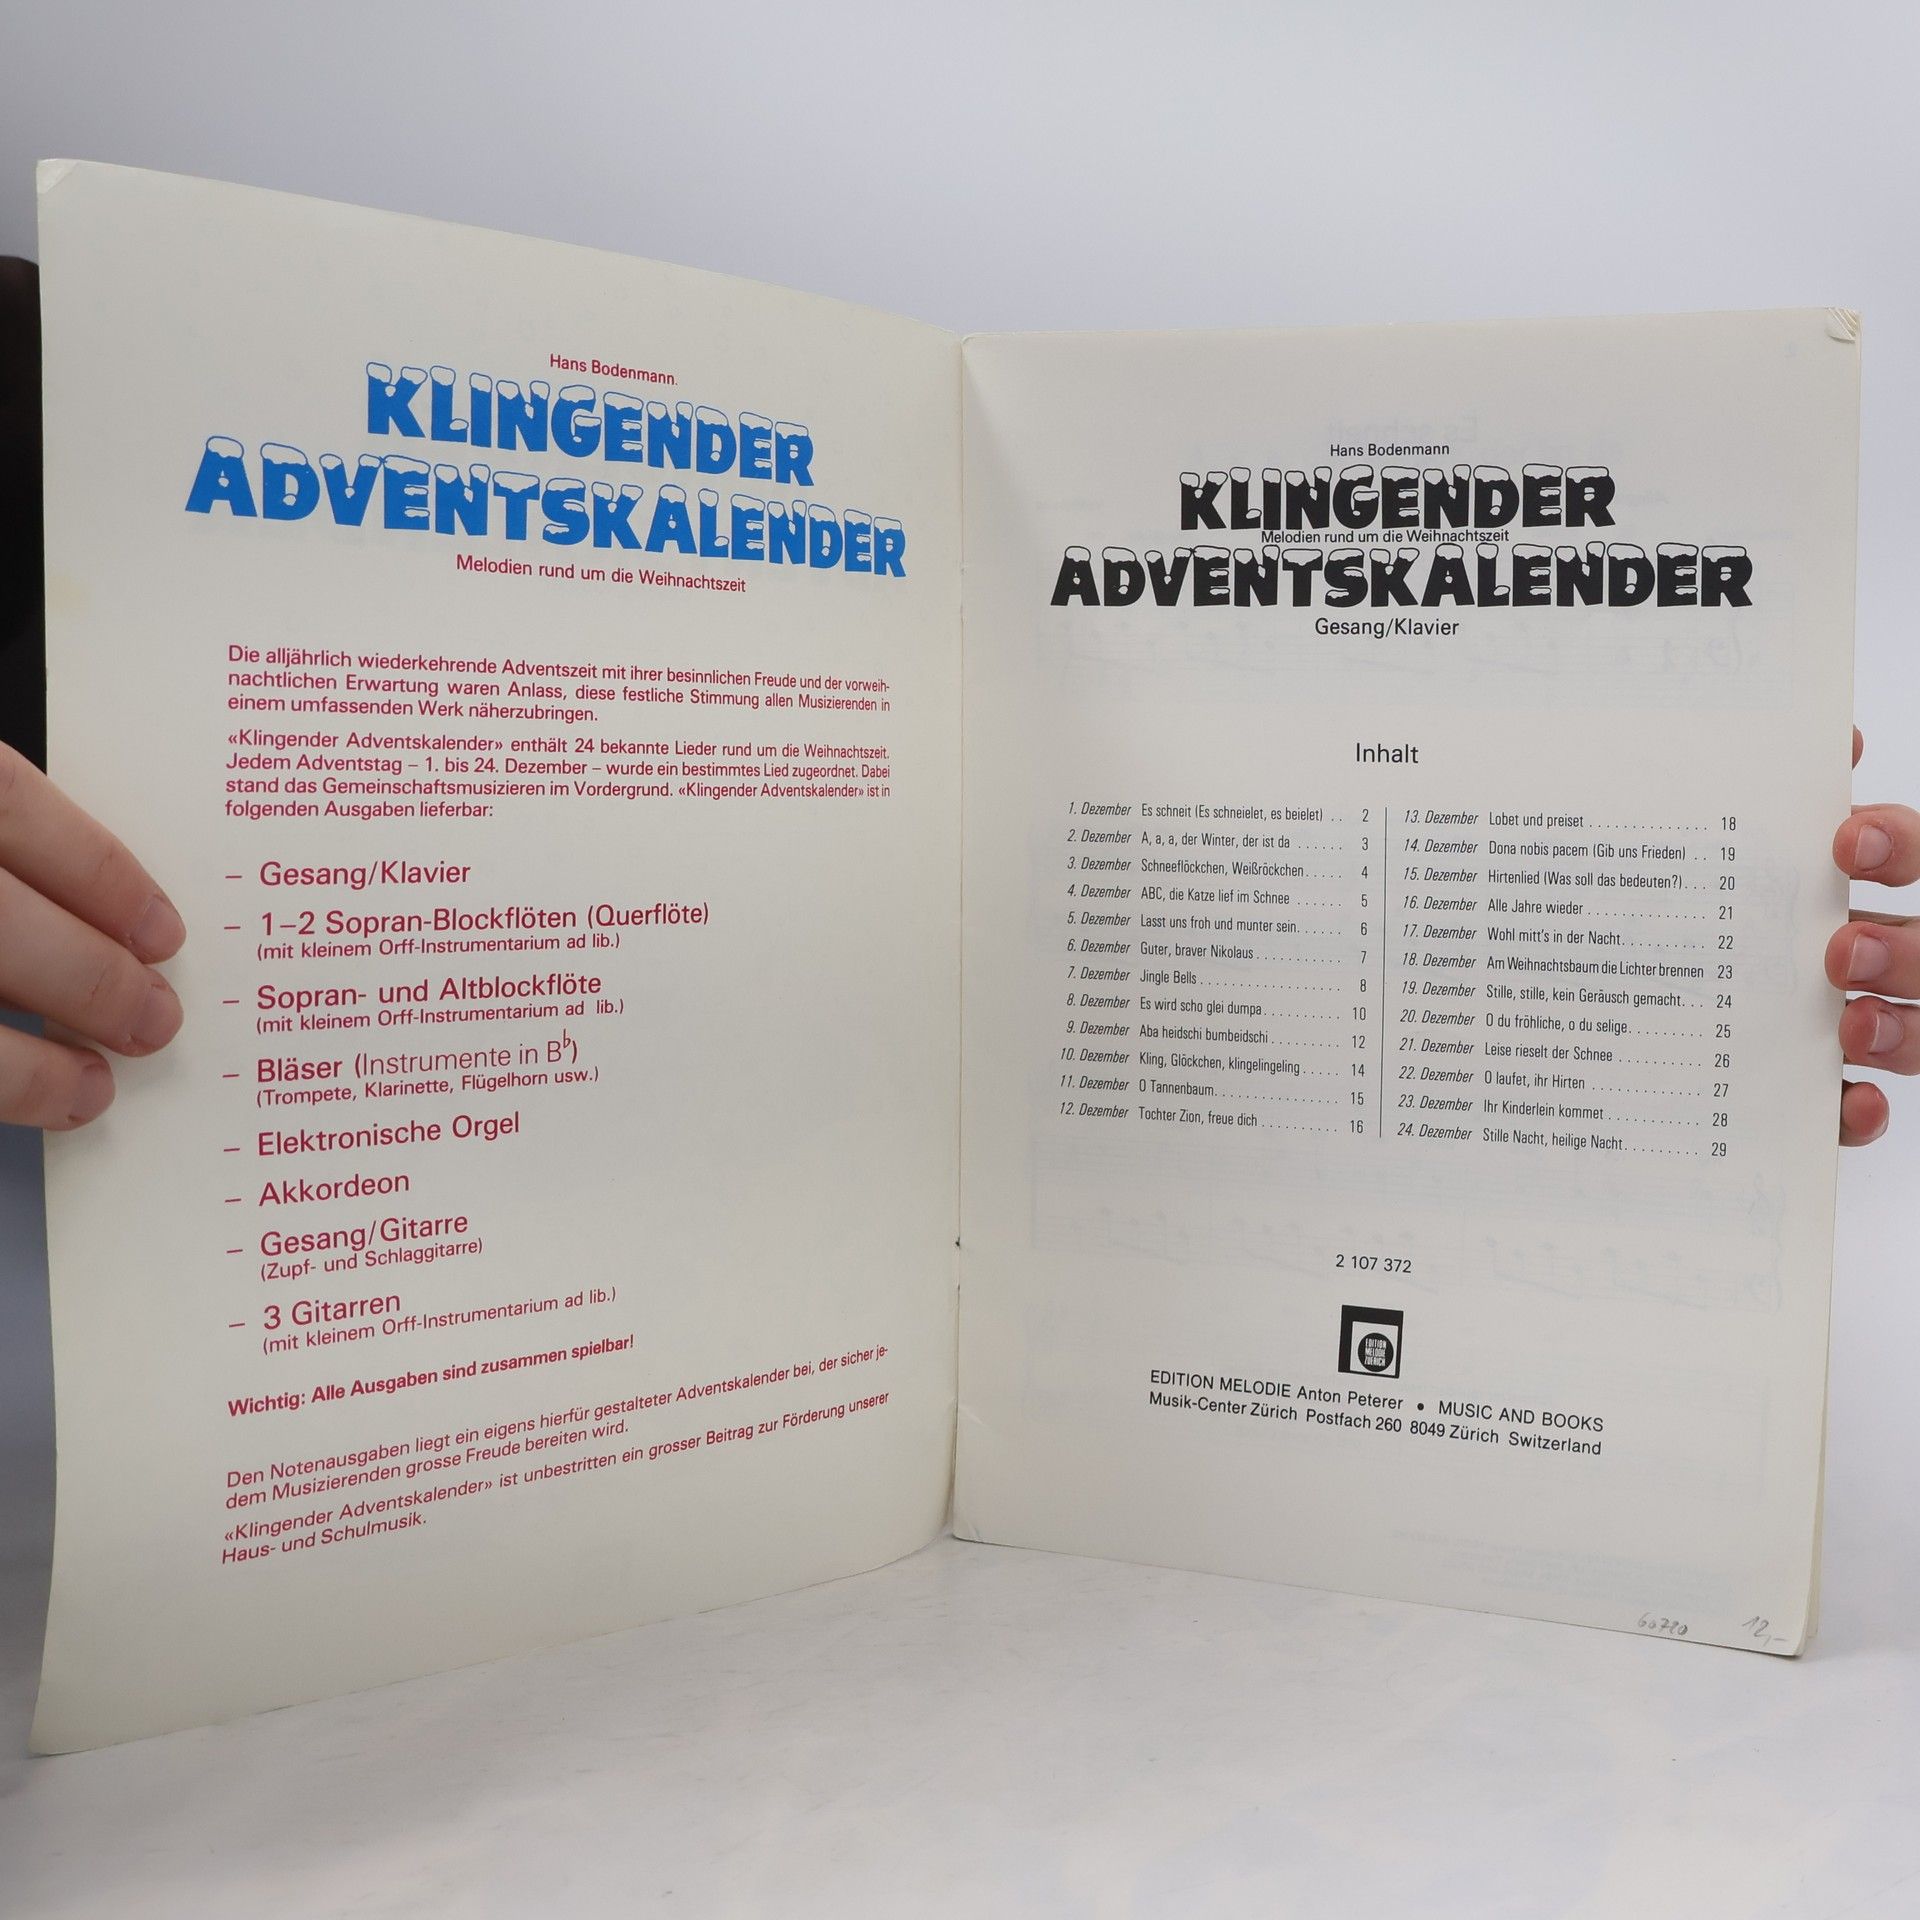 Hans Bodenmann.
KLINGENDER
ADVENTSKALENDER
Melodien rund um die Weihnachtszeit
Die alljährlich wiederkehrende Adventszeit mit ihrer besinnlichen Freude und der vorweih-
nachtlichen Erwartung waren Anlass, diese festliche Stimmung allen Musizierenden in
einem umfassenden Werk näherzubringen.
«Klingender Adventskalender» enthält 24 bekannte Lieder rund um die Weihnachtszeit.
Jedem Adventstag – 1. bis 24. Dezember – wurde ein bestimmtes Lied zugeordnet. Dabei
stand das Gemeinschaftsmusizieren im Vordergrund. «Klingender Adventskalender» ist in
folgenden Ausgaben lieferbar:
– Gesang/Klavier
– 1–2 Sopran-Blockflöten (Querflöte)
(mit kleinem Orff-Instrumentarium ad lib.)
– Sopran- und Altblockflöte
(mit kleinem Orff-Instrumentarium ad lib.)
– Bläser (Instrumente in B♭)
(Trompete, Klarinette, Flügelhorn usw.)
– Elektronische Orgel
– Akkordeon
– Gesang/Gitarre
(Zupf- und Schlaggitarre)
– 3 Gitarren
(mit kleinem Orff-Instrumentarium ad lib.)
Wichtig: Alle Ausgaben sind zusammen spielbar!
Den Notenausgaben liegt ein eigens hierfür gestalteter Adventskalender bei, der sicher je-
dem Musizierenden grosse Freude bereiten wird.
«Klingender Adventskalender» ist unbestritten ein grosser Beitrag zur Förderung unserer
Haus- und Schulmusik.
Hans Bodenmann
KLINGENDER
Melodien rund um die Weihnachtszeit
ADVENTSKALENDER
Gesang/Klavier
Inhalt
1. Dezember Es schneit (Es schneielet, es beielet) . . 2
2. Dezember A, a, a, der Winter, der ist da . . . . . . 3
3. Dezember Schneeflöckchen, Weißröckchen . . . . . 4
4. Dezember ABC, die Katze lief im Schnee . . . . . . 5
5. Dezember Lasst uns froh und munter sein . . . . . . 6
6. Dezember Guter, braver Nikolaus . . . . . . . . . . . 7
7. Dezember Jingle Bells . . . . . . . . . . . . . . . . . . 8
8. Dezember Es wird scho glei dumpa . . . . . . . . . . 10
9. Dezember Aba heidschi bumbeidschi . . . . . . . . . 12
10. Dezember Kling, Glöckchen, klingelingeling . . . . . 14
11. Dezember O Tannenbaum . . . . . . . . . . . . . . . . 15
12. Dezember Tochter Zion, freue dich . . . . . . . . . . 16
13. Dezember Lobet und preiset . . . . . . . . . . . . . . 18
14. Dezember Dona nobis pacem (Gib uns Frieden) . . 19
15. Dezember Hirtenlied (Was soll das bedeuten?) . . . 20
16. Dezember Alle Jahre wieder . . . . . . . . . . . . . . 21
17. Dezember Wohl mitt's in der Nacht . . . . . . . . . . 22
18. Dezember Am Weihnachtsbaum die Lichter brennen 23
19. Dezember Stille, stille, kein Geräusch gemacht . . . 24
20. Dezember O du fröhliche, o du selige . . . . . . . . . 25
21. Dezember Leise rieselt der Schnee . . . . . . . . . . 26
22. Dezember O laufet, ihr Hirten . . . . . . . . . . . . . 27
23. Dezember Ihr Kinderlein kommet . . . . . . . . . . . . 28
24. Dezember Stille Nacht, heilige Nacht . . . . . . . . . 29
2 107 372
EDITION
MELODIE
ZUERICH
EDITION MELODIE Anton Peterer • MUSIC AND BOOKS
Musik-Center Zürich Postfach 260 8049 Zürich Switzerland
12,-